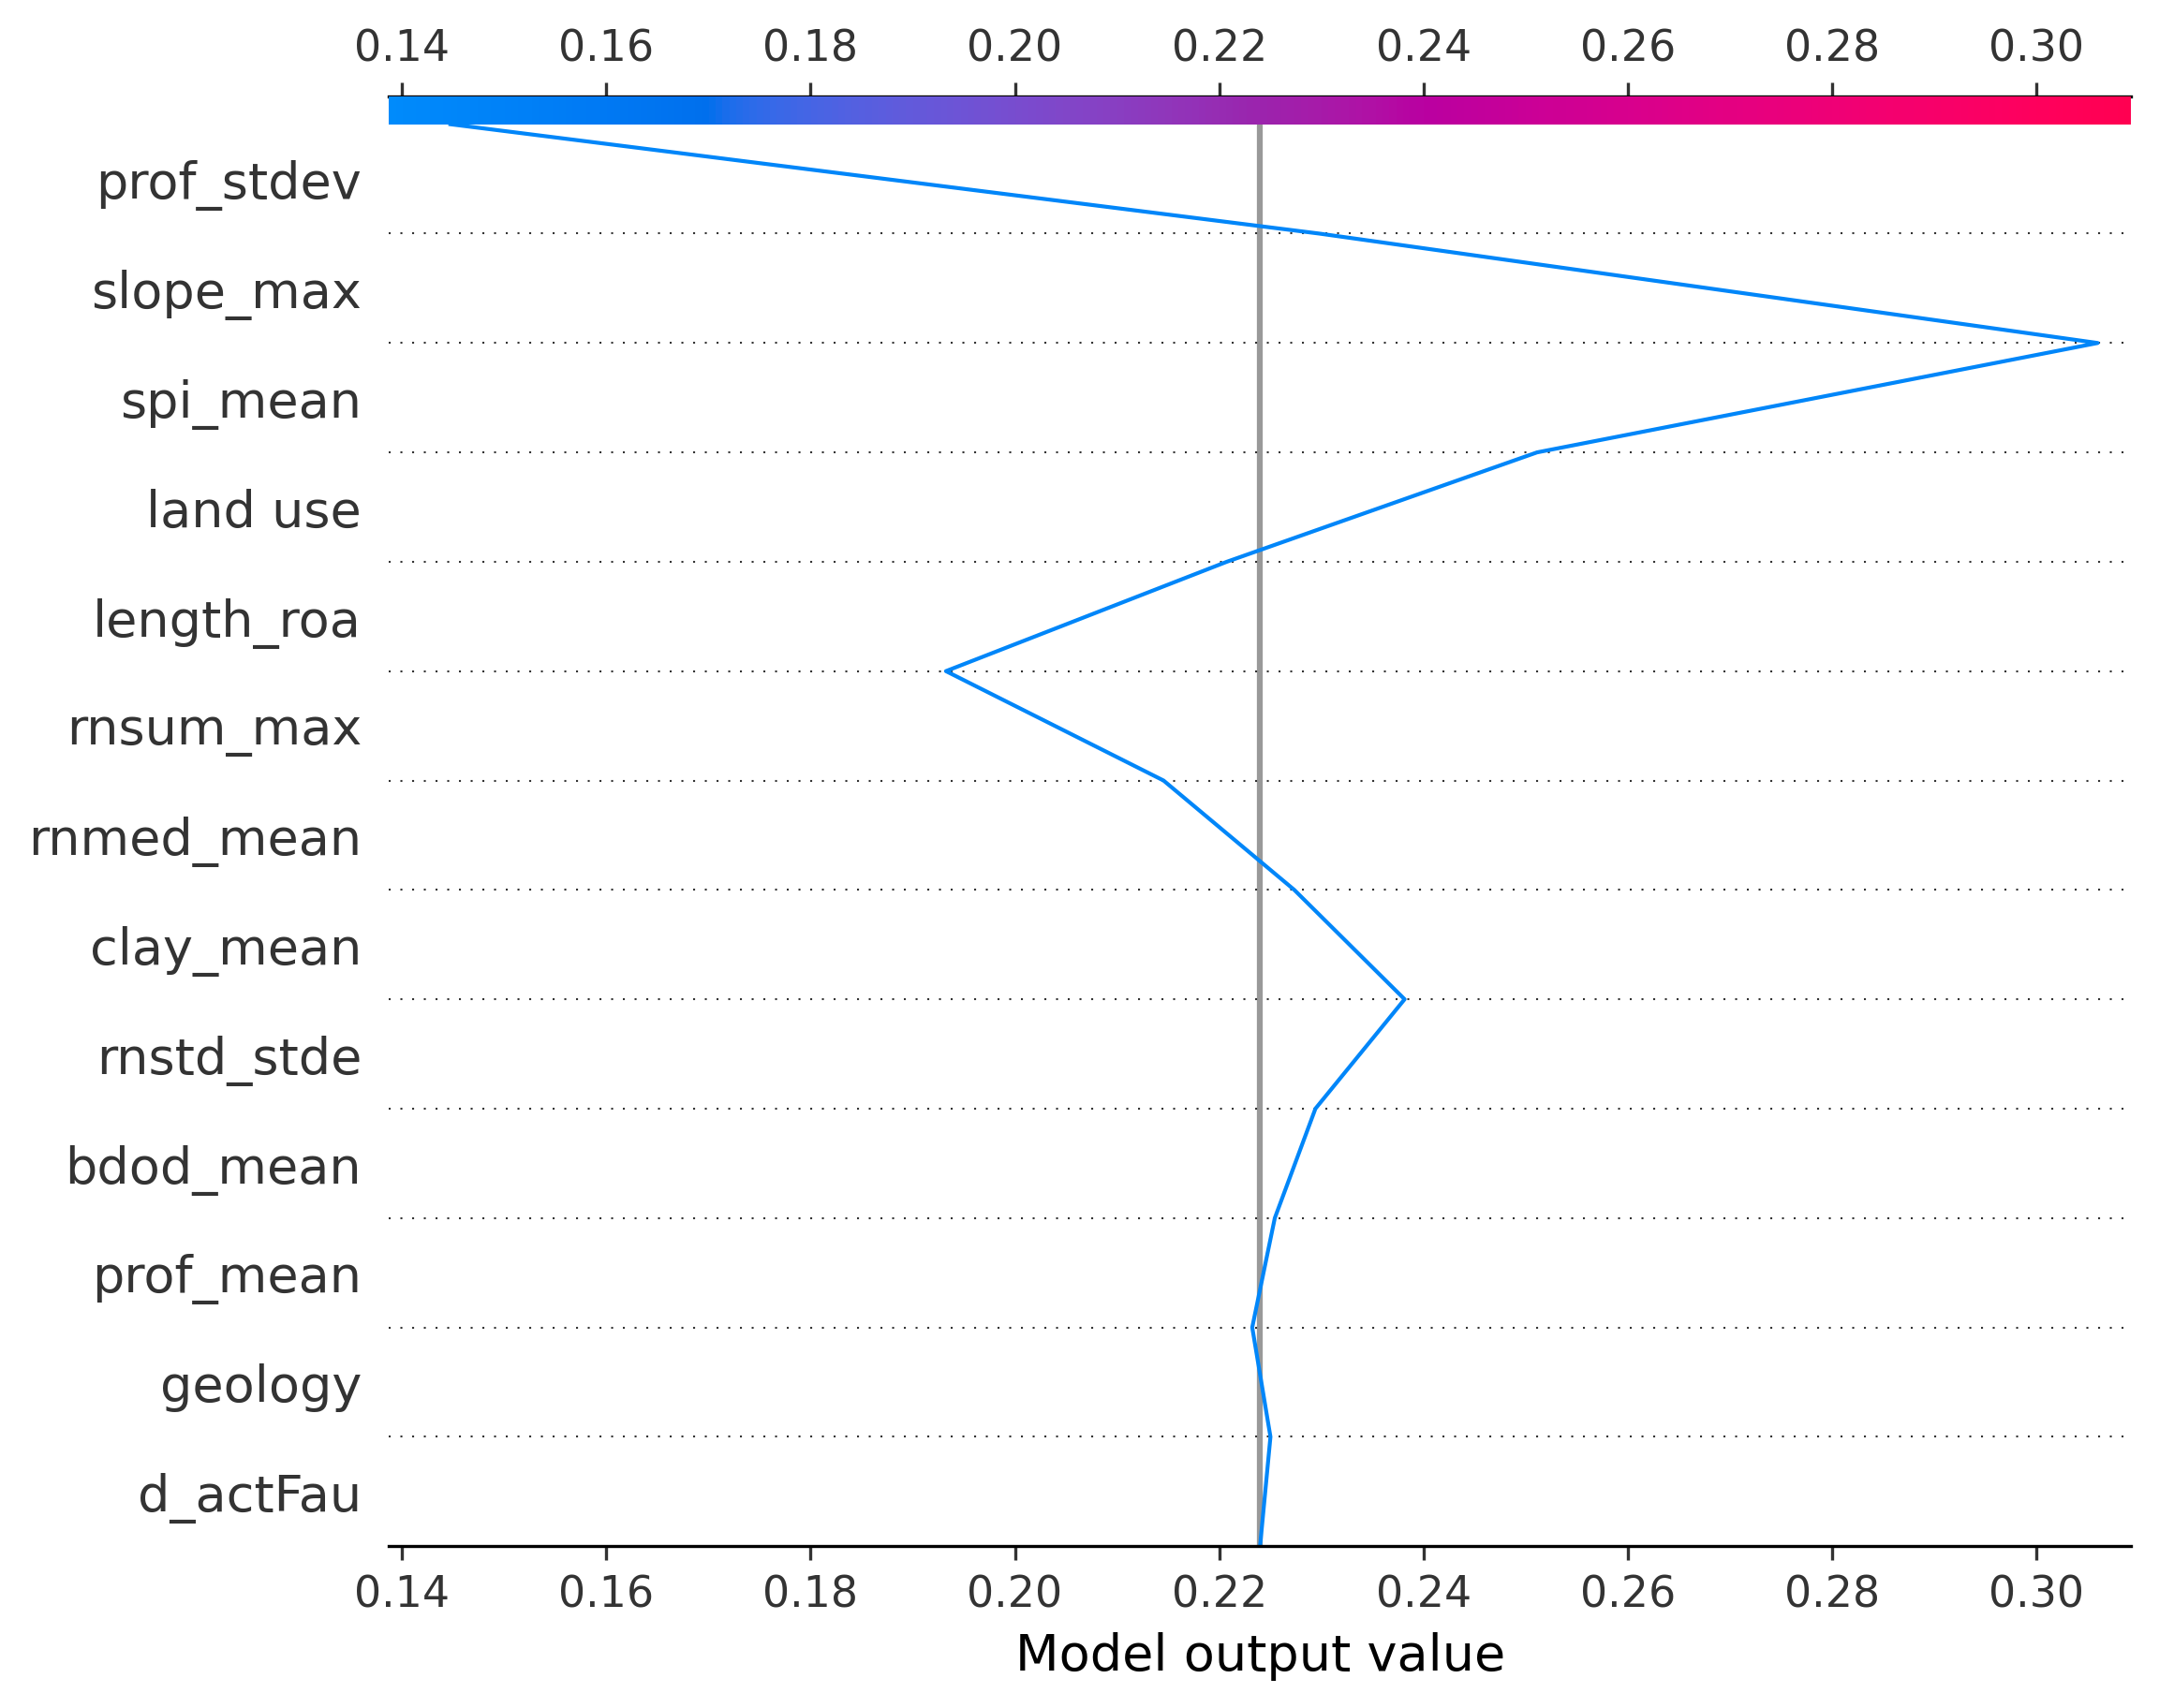 0.14 0.16 0.18 0.20 0.22 0.24 0.26 0.28 0.30
prof_stdev
slope_max
spi_mean
land use
length_roa
rnsum_max
rnmed_mean
clay_mean
rnstd_stde
bdod_mean
prof_mean
geology
d_actFau
0.14 0.16 0.18 0.20 0.22 0.24 0.26 0.28 0.30
Model output value